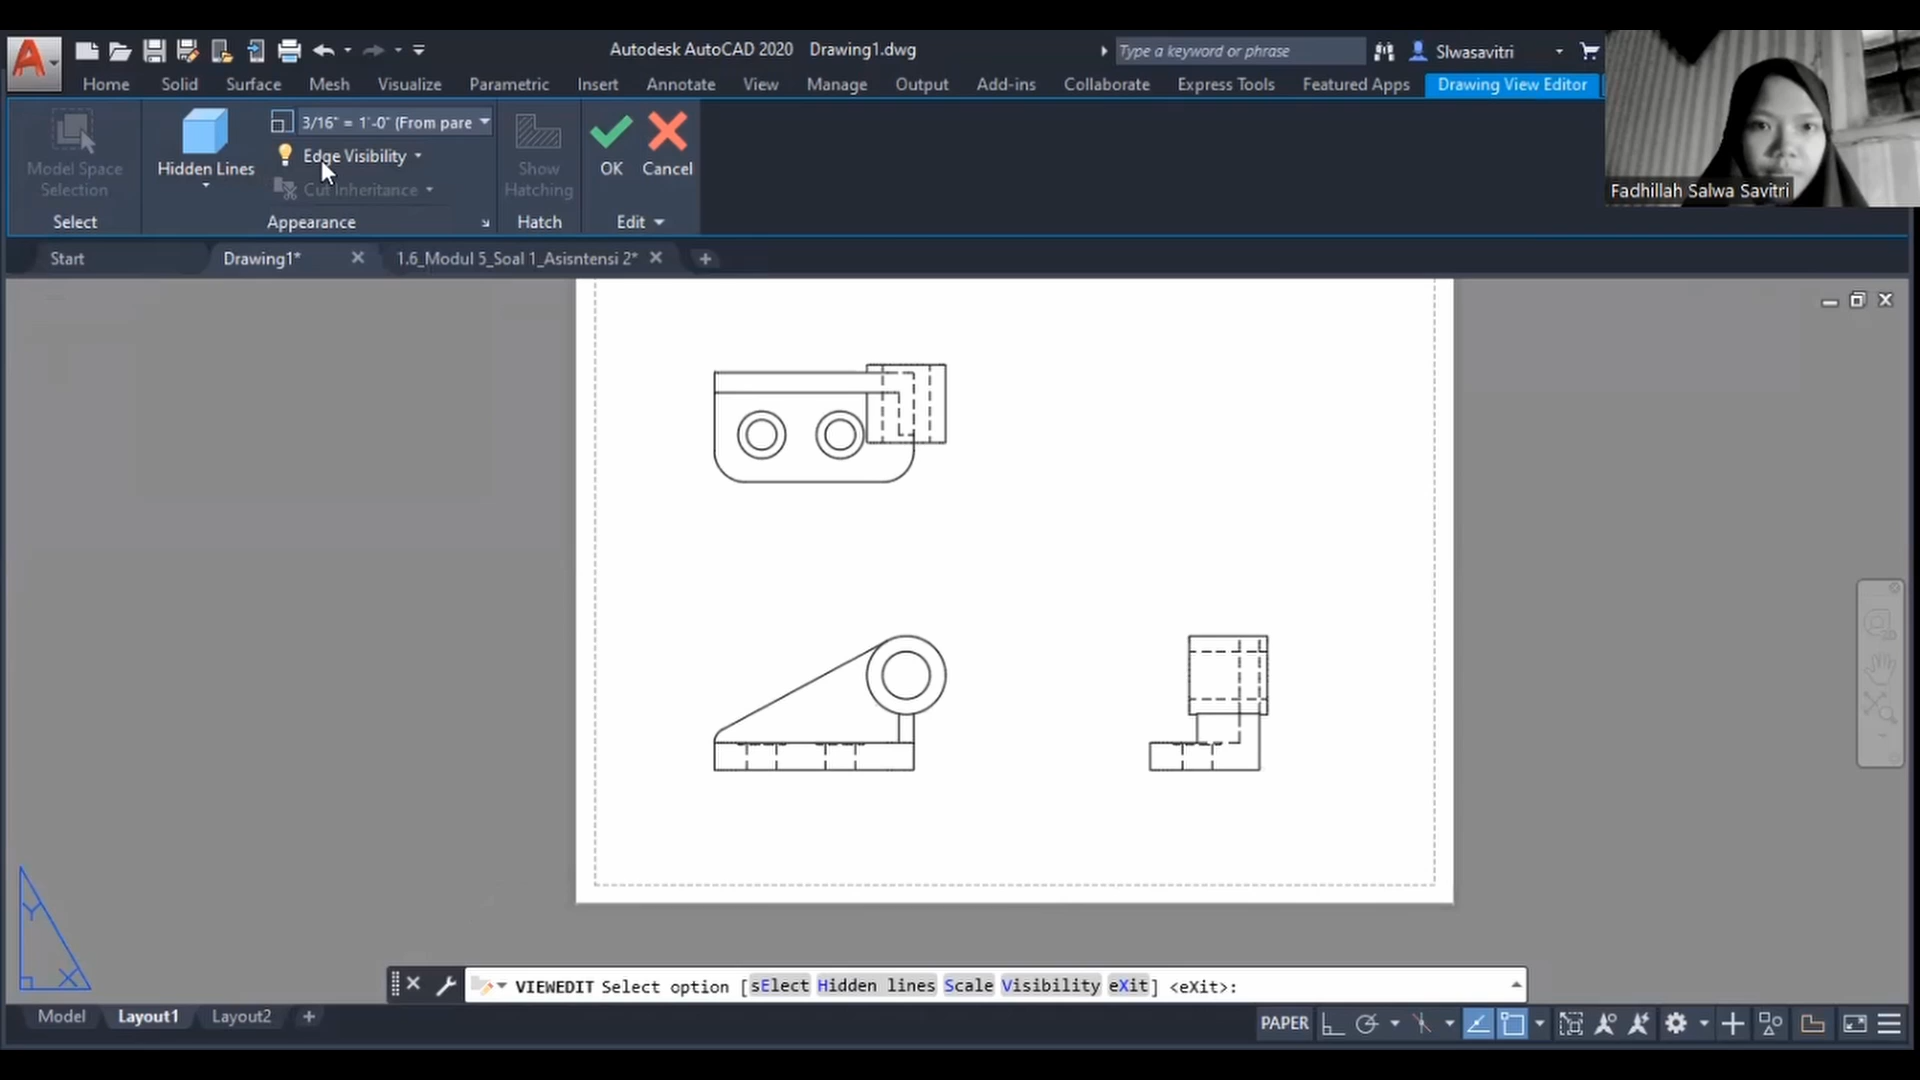 Autodesk AutoCAD 2020 Drawing1.dwg
Type a keyword or phrase
Slwasavitri
Home Solid Surface Mesh Visualize Parametric Insert Annotate View Manage Output Add-ins Collaborate Express Tools Featured Apps Drawing View Editor
Model Space
Selection
Select
Hidden Lines
3/16" = 1'-0" (From pare
Edge Visibility
Cut Inheritance
Appearance
Show
Hatching
Hatch
OK
Cancel
Edit
Fadhillah Salwa Savitri
Start
Drawing1*
1.6_Modul 5_Soal 1_Asisntensi 2*
Y
X
VIEWEDIT Select option [sElect Hidden lines Scale Visibility eXit] <eXit>:
Model Layout1 Layout2
PAPER